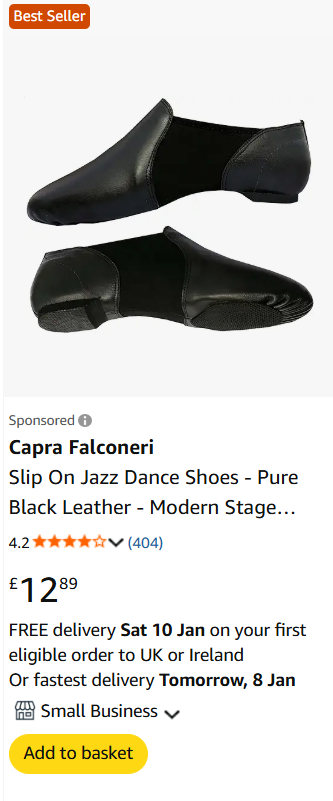 Best Seller
Sponsored
Capra Falconeri
Slip On Jazz Dance Shoes - Pure
Black Leather - Modern Stage...
4.2 (404)
£12 89
FREE delivery Sat 10 Jan on your first
eligible order to UK or Ireland
Or fastest delivery Tomorrow, 8 Jan
Small Business
Add to basket